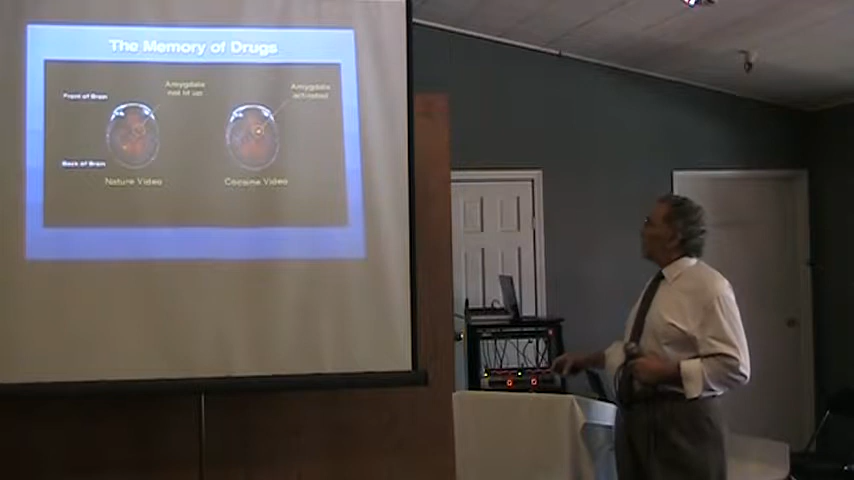 The Memory of Drugs
Front of Brain
Amygdala
not lit up
Amygdala
activated
Back of Brain
Nature Video
Cocaine Video